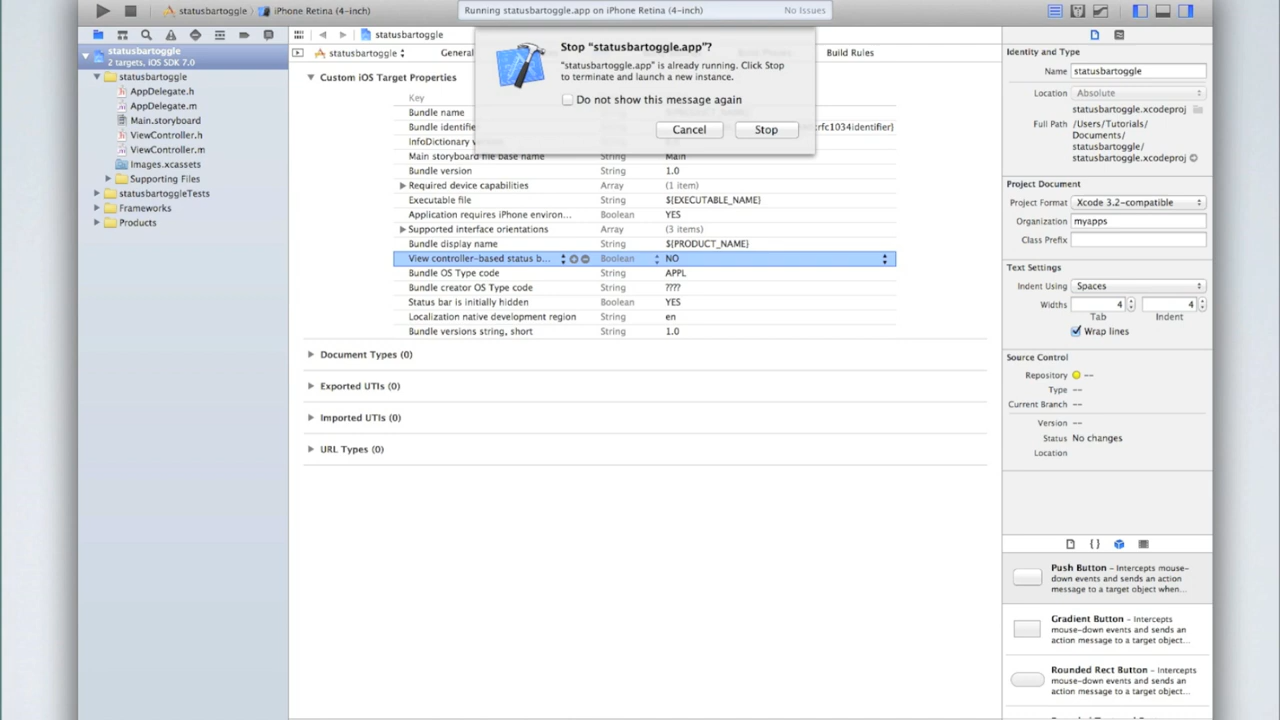 statusbartoggle
iPhone Retina (4-inch)
Running statusbartoggle.app on iPhone Retina (4-inch)
No Issues
statusbartoggle
2 targets, iOS SDK 7.0
statusbartoggle
AppDelegate.h
AppDelegate.m
Main.storyboard
ViewController.h
ViewController.m
Images.xcassets
Supporting Files
statusbartoggleTests
Frameworks
Products
statusbartoggle
statusbartoggle
General
Build Rules
Stop “statusbartoggle.app”?
“statusbartoggle.app” is already running. Click Stop
to terminate and launch a new instance.
Do not show this message again
Cancel
Stop
Custom iOS Target Properties
Key
Bundle name
Bundle identifie
:rfc1034identifier}
InfoDictionary
Main storyboard file base name String Main
Bundle version String 1.0
Required device capabilities Array (1 item)
Executable file String ${EXECUTABLE_NAME}
Application requires iPhone environ... Boolean YES
Supported interface orientations Array (3 items)
Bundle display name String ${PRODUCT_NAME}
View controller-based status b... Boolean NO
Bundle OS Type code String APPL
Bundle creator OS Type code String ????
Status bar is initially hidden Boolean YES
Localization native development region String en
Bundle versions string, short String 1.0
Document Types (0)
Exported UTIs (0)
Imported UTIs (0)
URL Types (0)
Identity and Type
Name statusbartoggle
Location Absolute
statusbartoggle.xcodeproj
Full Path /Users/Tutorials/
Documents/
statusbartoggle/
statusbartoggle.xcodeproj
Project Document
Project Format Xcode 3.2-compatible
Organization myapps
Class Prefix
Text Settings
Indent Using Spaces
Widths 4 4
Tab Indent
Wrap lines
Source Control
Repository --
Type --
Current Branch --
Version --
Status No changes
Location
{ }
Push Button - Intercepts mouse-
down events and sends an action
message to a target object when...
Gradient Button - Intercepts
mouse-down events and sends an
action message to a target object...
Rounded Rect Button - Intercepts
mouse-down events and sends an
action message to a target object...